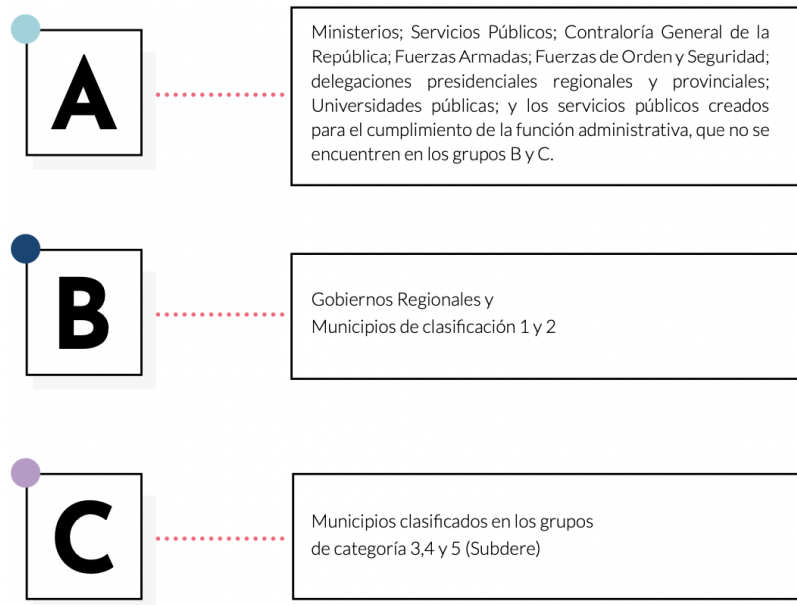 A
Ministerios; Servicios Públicos; Contraloría General de la
República; Fuerzas Armadas; Fuerzas de Orden y Seguridad;
delegaciones presidenciales regionales y provinciales;
Universidades públicas; y los servicios públicos creados
para el cumplimiento de la función administrativa, que no se
encuentren en los grupos B y C.
B
Gobiernos Regionales y
Municipios de clasificación 1 y 2
C
Municipios clasificados en los grupos
de categoría 3,4 y 5 (Subdere)